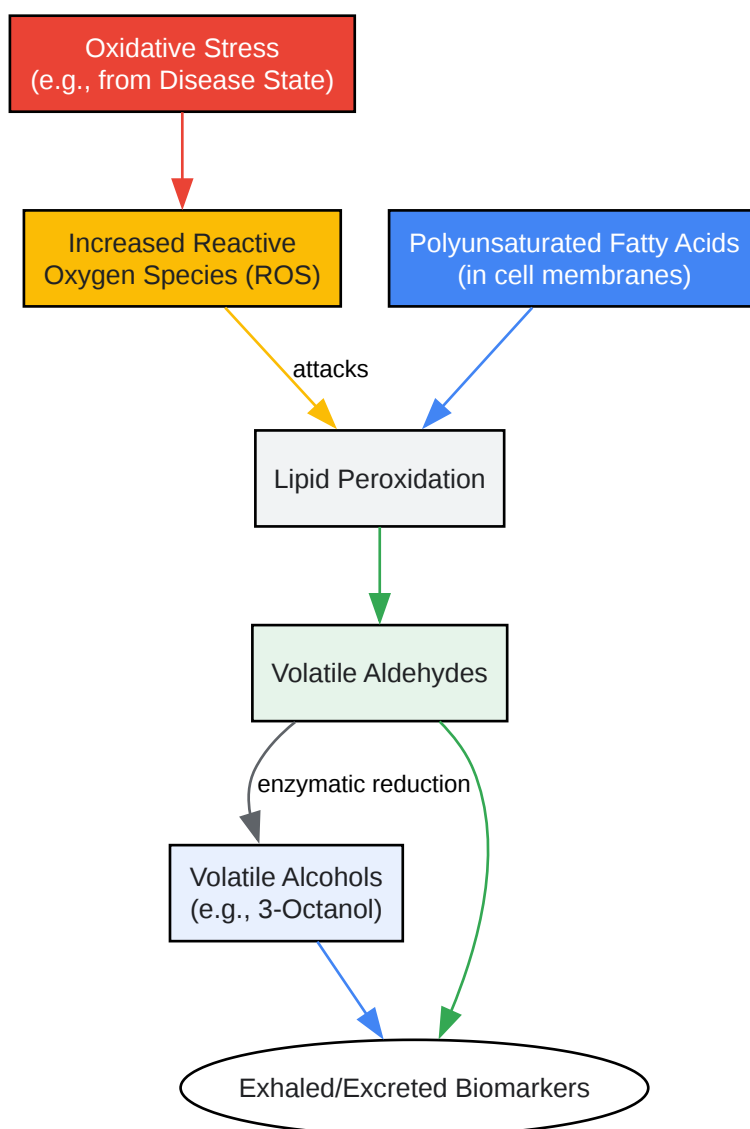 Oxidative Stress
(e.g., from Disease State)
Increased Reactive
Oxygen Species (ROS)
Polyunsaturated Fatty Acids
(in cell membranes)
attacks
Lipid Peroxidation
Volatile Aldehydes
enzymatic reduction
Volatile Alcohols
(e.g., 3-Octanol)
Exhaled/Excreted Biomarkers